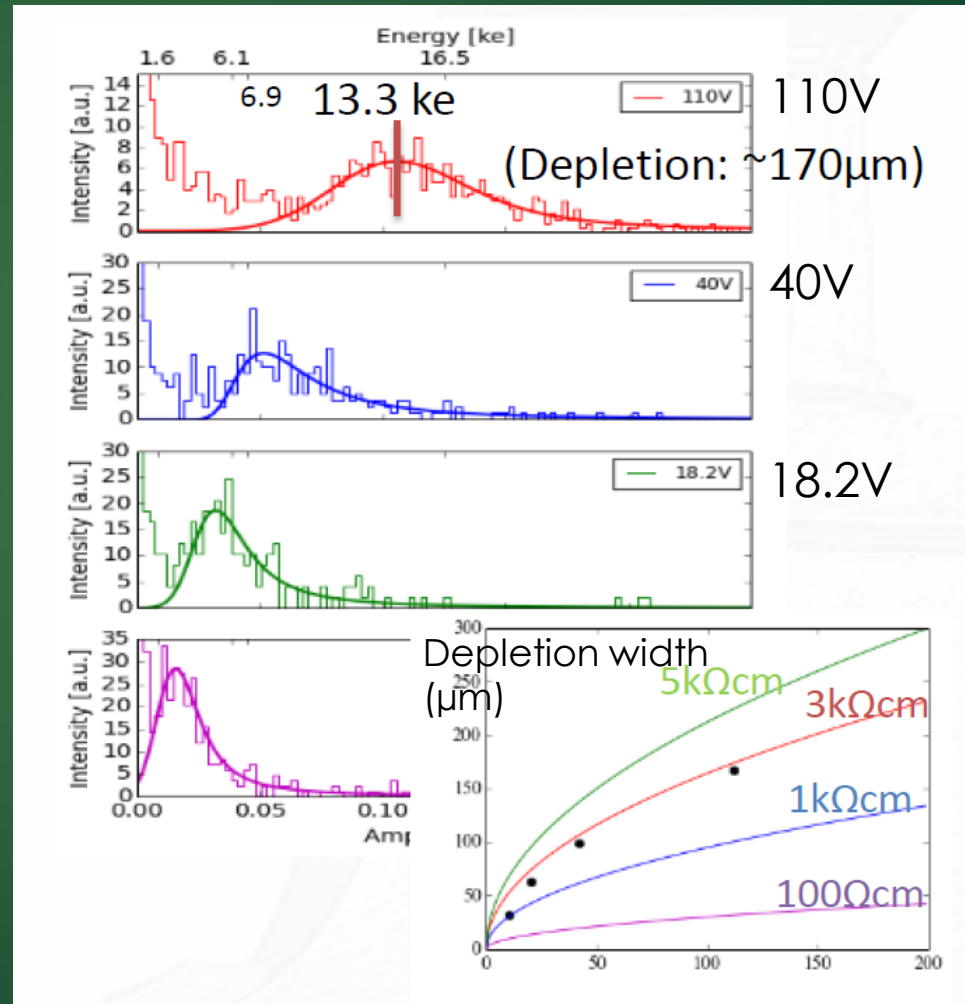 Energy [ke]
1.6 6.1 16.5
6.9 13.3 ke
14
12
10
8
6
4
2
0
Intensity [a.u.]
110V
110V
(Depletion: ~170µm)
30
25
20
15
10
5
0
Intensity [a.u.]
40V
40V
30
25
20
15
10
5
0
Intensity [a.u.]
18.2V
18.2V
35
30
25
20
15
10
5
0
Intensity [a.u.]
0.00 0.05 0.10
Depletion width
(µm)
5kΩcm
3kΩcm
1kΩcm
100Ωcm
300
200
150
100
50
0
0 50 100 150 200